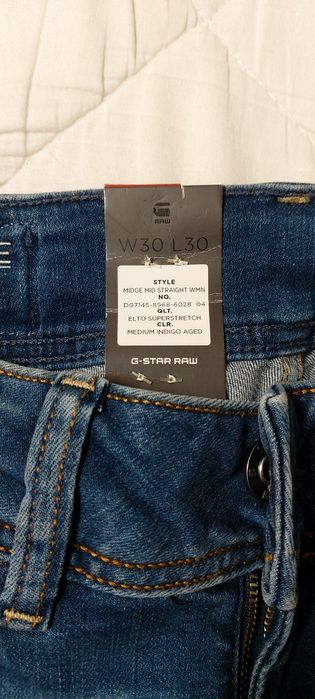 RAW
W30 L30
STYLE
MIDGE MID STRAIGHT WMN
NO.
D07145-8968-6028 04
QLT.
ELTO SUPERSTRETCH
CLR.
MEDIUM INDIGO AGED
G-STAR RAW
E